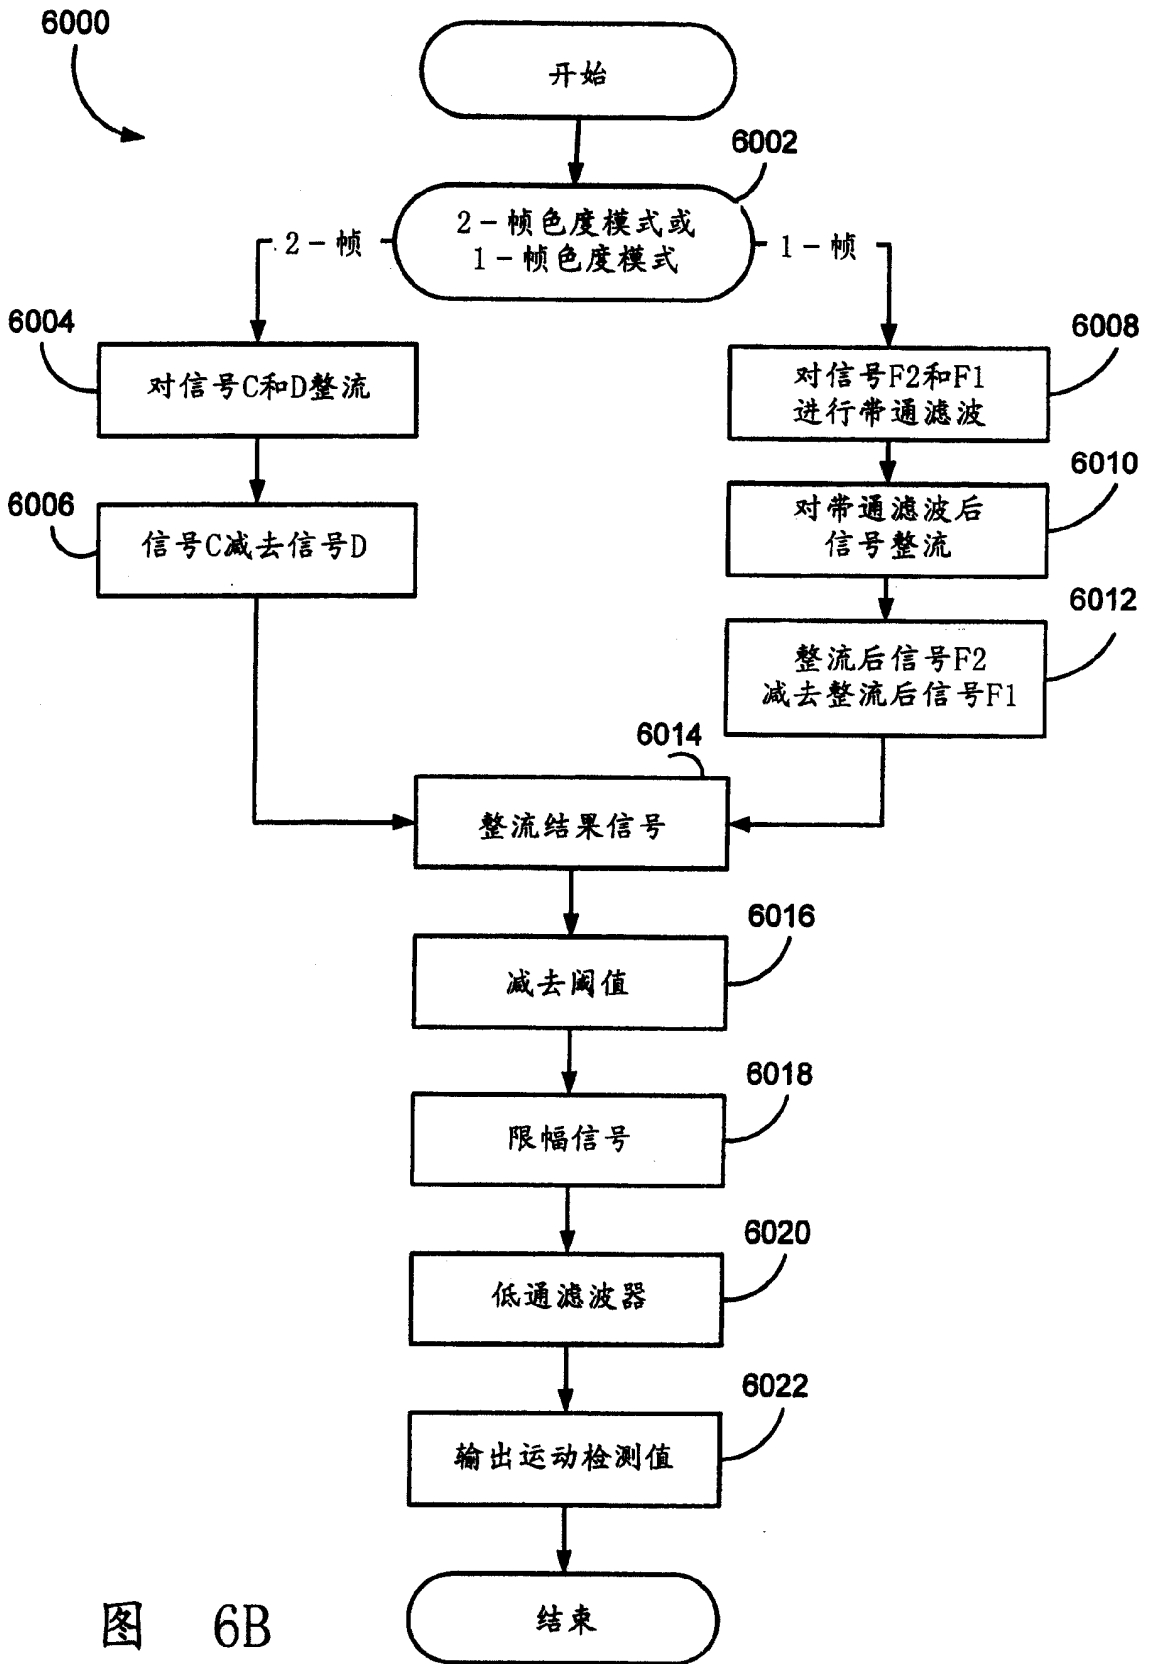 6000
开始
6002
2-帧色度模式或
1-帧色度模式
2-帧
1-帧
6004
对信号C和D整流
6008
对信号F2和F1
进行带通滤波
6006
信号C减去信号D
6010
对带通滤波后
信号整流
6012
整流后信号F2
减去整流后信号F1
6014
整流结果信号
6016
减去阈值
6018
限幅信号
6020
低通滤波器
6022
输出运动检测值
结束
图 6B